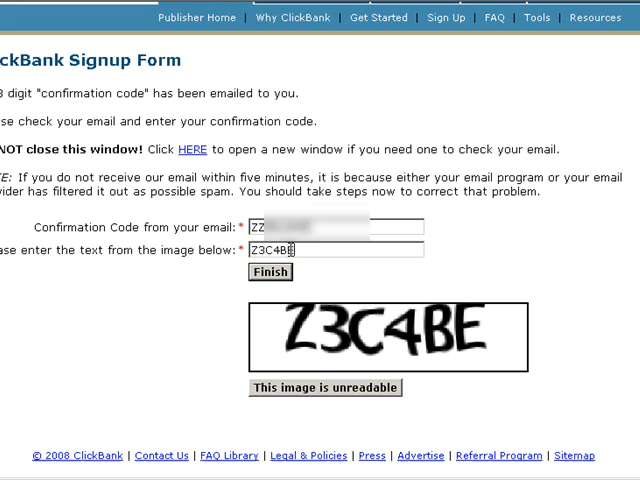 Publisher Home | Why ClickBank | Get Started | Sign Up | FAQ | Tools | Resources
ckBank Signup Form
digit "confirmation code" has been emailed to you.
se check your email and enter your confirmation code.
NOT close this window! Click HERE to open a new window if you need one to check your email.
TE: If you do not receive our email within five minutes, it is because either your email program or your email
vider has filtered it out as possible spam. You should take steps now to correct that problem.
Confirmation Code from your email:* ZZ
ase enter the text from the image below:* Z3C4BE
Finish
Z3C4BE
This image is unreadable
© 2008 ClickBank | Contact Us | FAQ Library | Legal & Policies | Press | Advertise | Referral Program | Sitemap